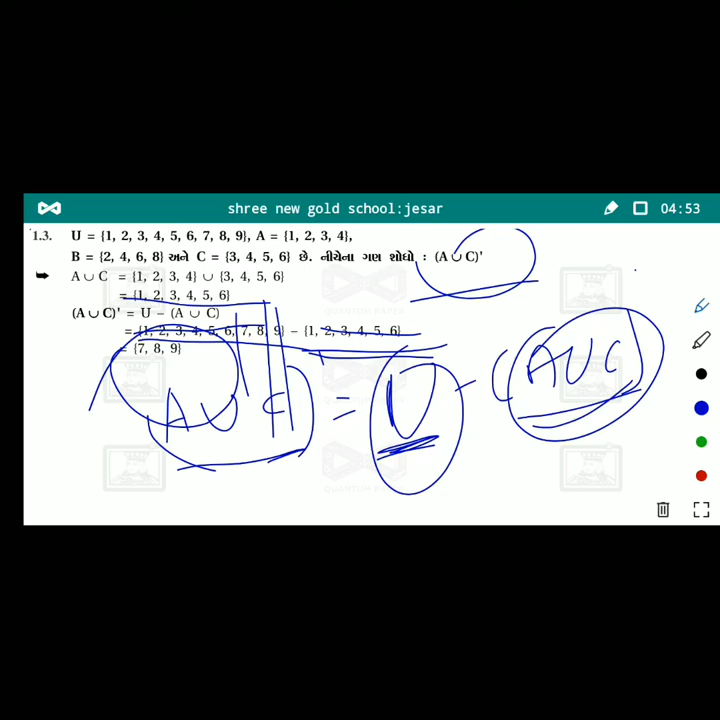 shree new gold school:jesar 04:53
1.3. U = {1, 2, 3, 4, 5, 6, 7, 8, 9}, A = {1, 2, 3, 4},
B = {2, 4, 6, 8} અને C = {3, 4, 5, 6} છે. નીચેના ગણ શોધો : (A ∪ C)'
➥ A ∪ C = {1, 2, 3, 4} ∪ {3, 4, 5, 6}
= {1, 2, 3, 4, 5, 6}
(A ∪ C)' = U − (A ∪ C)
= {1, 2, 3, 4, 5, 6, 7, 8, 9} − {1, 2, 3, 4, 5, 6}
= {7, 8, 9}
(A ∪ C)' = U − (A ∪ C)